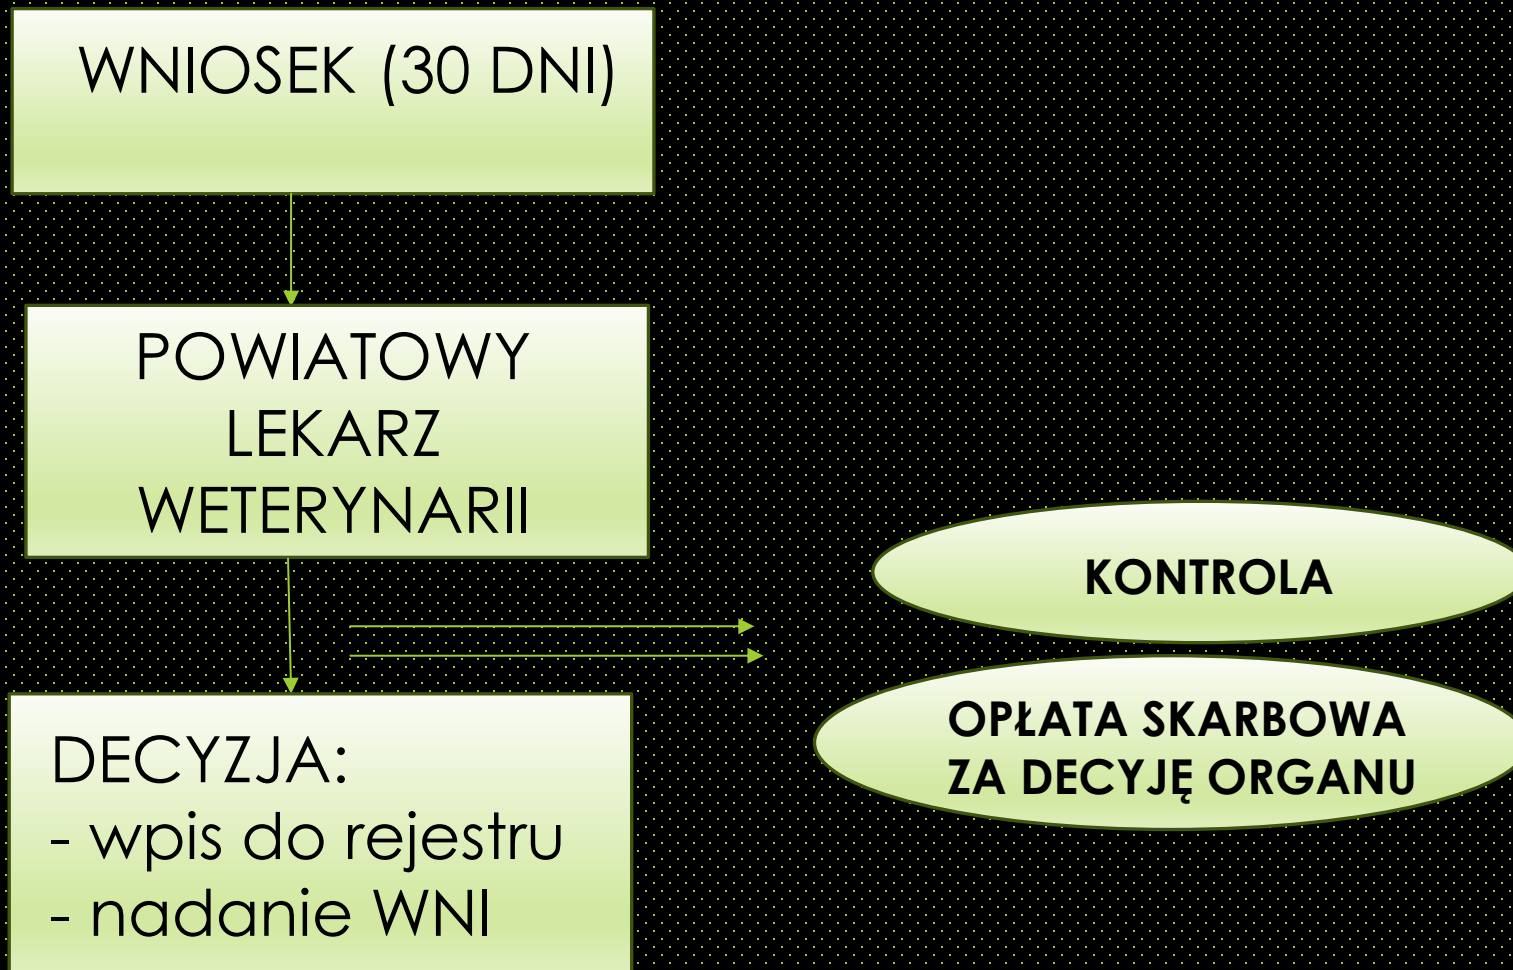 WNIOSEK (30 DNI)
POWIATOWY
LEKARZ
WETERYNARII
KONTROLA
OPŁATA SKARBOWA
ZA DECYJĘ ORGANU
DECYZJA:
- wpis do rejestru
- nadanie WNI